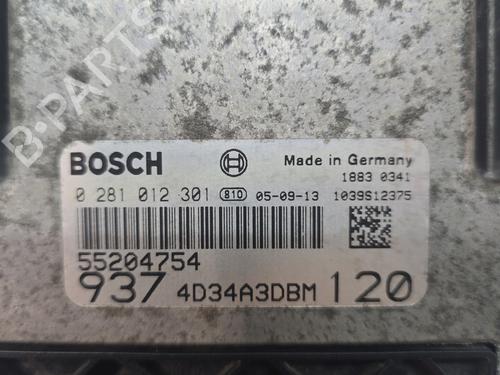 B-PARTS
BOSCH
Made in Germany
1883 0341
0 281 012 301 810 05-09-13 1039S12375
55204754
937 4D34A3DBM 120